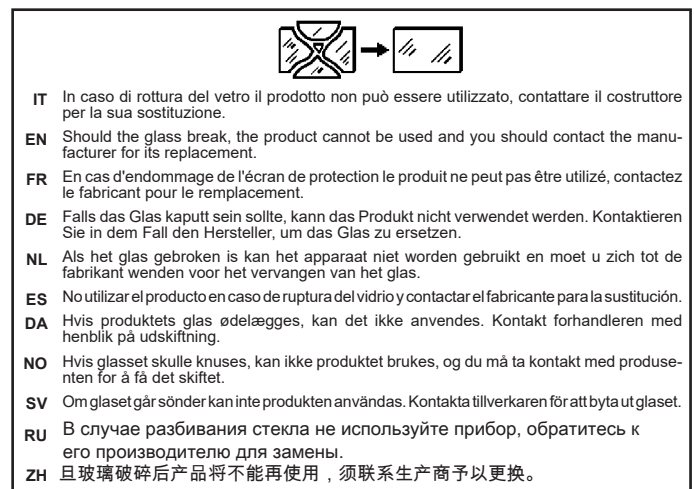 IT In caso di rottura del vetro il prodotto non può essere utilizzato, contattare il costruttore
per la sua sostituzione.
EN Should the glass break, the product cannot be used and you should contact the manu-
facturer for its replacement.
FR En cas d'endommage de l'écran de protection le produit ne peut pas être utilizé, contactez
le fabricant pour le remplacement.
DE Falls das Glas kaputt sein sollte, kann das Produkt nicht verwendet werden. Kontaktieren
Sie in dem Fall den Hersteller, um das Glas zu ersetzen.
NL Als het glas gebroken is kan het apparaat niet worden gebruikt en moet u zich tot de
fabrikant wenden voor het vervangen van het glas.
ES No utilizar el producto en caso de ruptura del vidrio y contactar el fabricante para la sustitución.
DA Hvis produktets glas ødelægges, kan det ikke anvendes. Kontakt forhandleren med
henblik på udskiftning.
NO Hvis glasset skulle knuses, kan ikke produktet brukes, og du må ta kontakt med produse-
nten for å få det skiftet.
SV Om glaset går sönder kan inte produkten användas. Kontakta tillverkaren för att byta ut glaset.
RU В случае разбивания стекла не используйте прибор, обратитесь к
его производителю для замены.
ZH 且玻璃破碎后产品将不能再使用，须联系生产商予以更换。